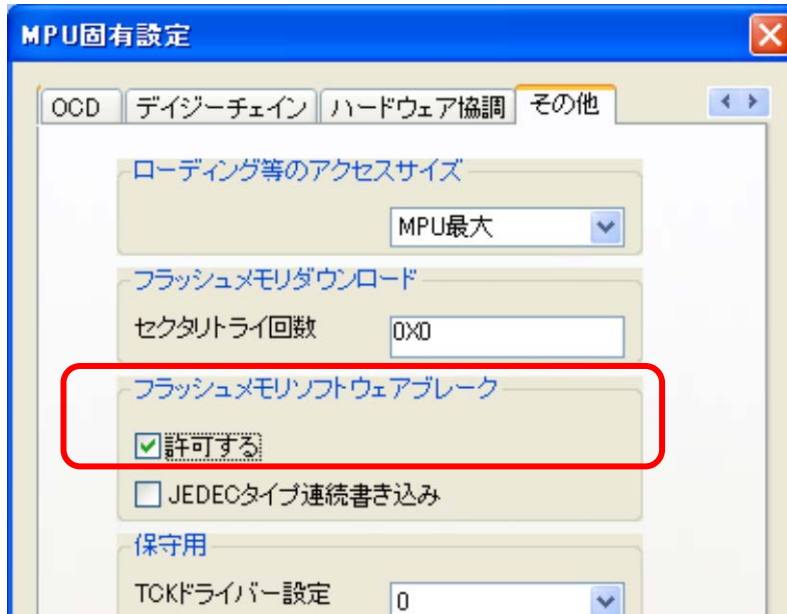 MPU固有設定
OCD デイジーチェイン ハードウェア協調 その他
ローディング等のアクセスサイズ
MPU最大
フラッシュメモリダウンロード
セクタリトライ回数 0X0
フラッシュメモリソフトウェアブレーク
許可する
JEDECタイプ連続書き込み
保守用
TCKドライバー設定 0